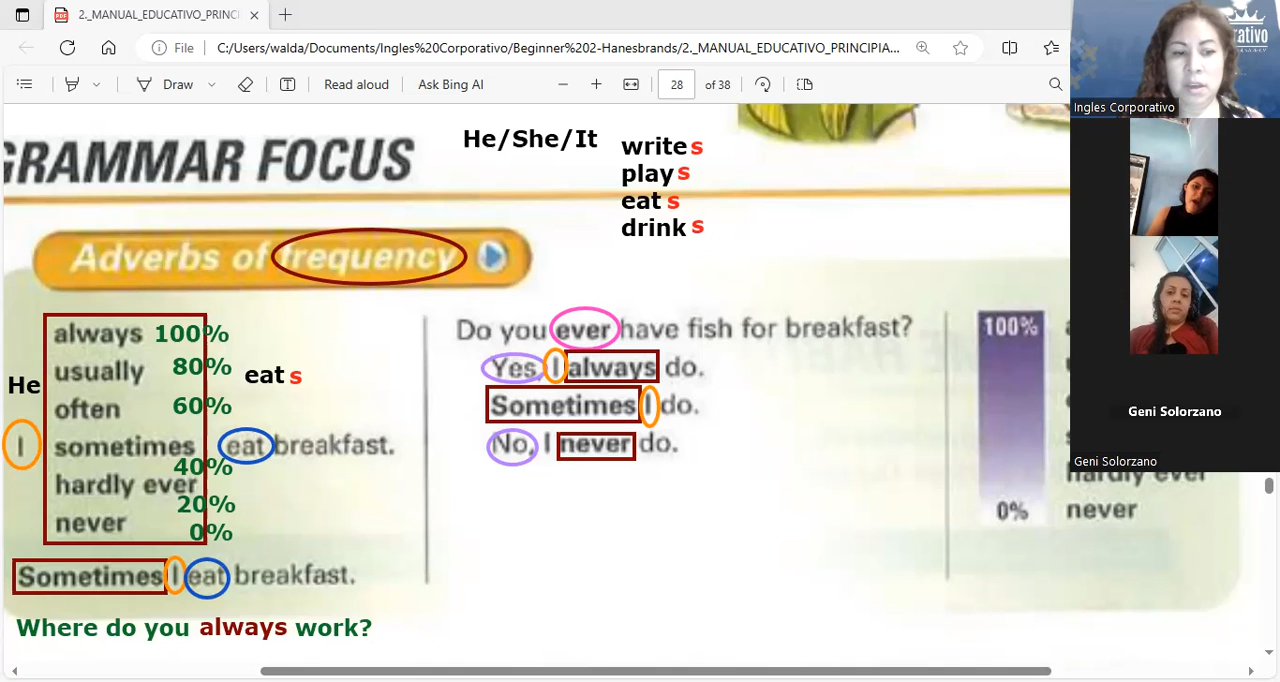 2._MANUAL_EDUCATIVO_PRINCI
File
C:/Users/walda/Documents/Ingles%20Corporativo/Beginner%202-Hanesbrands/2._MANUAL_EDUCATIVO_PRINCIPIA...
Draw
Read aloud
Ask Bing AI
28 of 38
Ingles Corporativo
GRAMMAR FOCUS
He/She/It
writes
plays
eats
drinks
Adverbs of frequency
always 100%
usually 80%
often 60%
sometimes
40%
hardly ever
20%
never
0%
He
eats
I
eat breakfast.
Sometimes I eat breakfast.
Where do you always work?
Do you ever have fish for breakfast?
Yes, I always do.
Sometimes I do.
No, I never do.
100%
0%
hardly ever
never
Geni Solorzano
Geni Solorzano